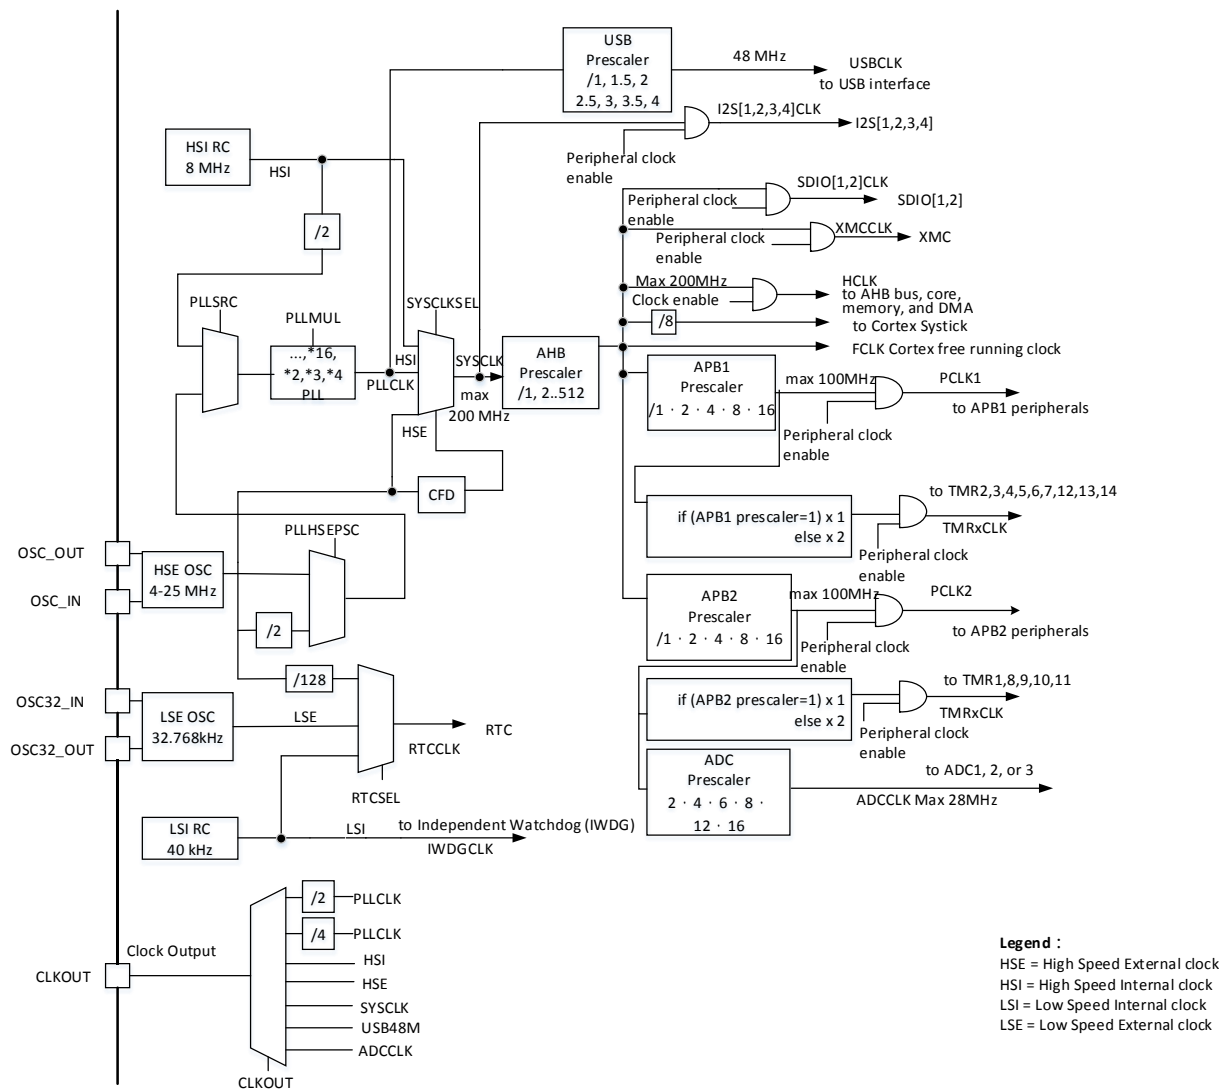 USB
Prescaler
/1, 1.5, 2
2.5, 3, 3.5, 4
48 MHz
USBCLK
to USB interface
I2S[1,2,3,4]CLK
I2S[1,2,3,4]
Peripheral clock
enable
HSI RC
8 MHz
HSI
/2
SDIO[1,2]CLK
SDIO[1,2]
Peripheral clock
enable
XMCCLK
XMC
Peripheral clock
enable
Max 200MHz
Clock enable
HCLK
to AHB bus, core,
memory, and DMA
/8
to Cortex Systick
FCLK Cortex free running clock
PLLSRC
PLLMUL
...,*16,
*2,*3,*4
PLL
SYSCLKSEL
HSI
PLLCLK
HSE
SYSCLK
max
200 MHz
AHB
Prescaler
/1, 2..512
APB1
Prescaler
/1 · 2 · 4 · 8 · 16
max 100MHz
PCLK1
to APB1 peripherals
Peripheral clock
enable
CFD
if (APB1 prescaler=1) x 1
else x 2
to TMR2,3,4,5,6,7,12,13,14
TMRxCLK
Peripheral clock
enable
PLLHSEPSC
OSC_OUT
OSC_IN
HSE OSC
4-25 MHz
/2
APB2
Prescaler
/1 · 2 · 4 · 8 · 16
max 100MHz
PCLK2
to APB2 peripherals
Peripheral clock
enable
/128
OSC32_IN
OSC32_OUT
LSE OSC
32.768kHz
LSE
RTCCLK
RTC
RTCSEL
if (APB2 prescaler=1) x 1
else x 2
to TMR1,8,9,10,11
TMRxCLK
Peripheral clock
enable
ADC
Prescaler
2 · 4 · 6 · 8 ·
12 · 16
to ADC1, 2, or 3
ADCCLK Max 28MHz
LSI RC
40 kHz
LSI
to Independent Watchdog (IWDG)
IWDGCLK
/2
PLLCLK
/4
PLLCLK
HSI
HSE
SYSCLK
USB48M
ADCCLK
Clock Output
CLKOUT
CLKOUT
Legend :
HSE = High Speed External clock
HSI = High Speed Internal clock
LSI = Low Speed Internal clock
LSE = Low Speed External clock